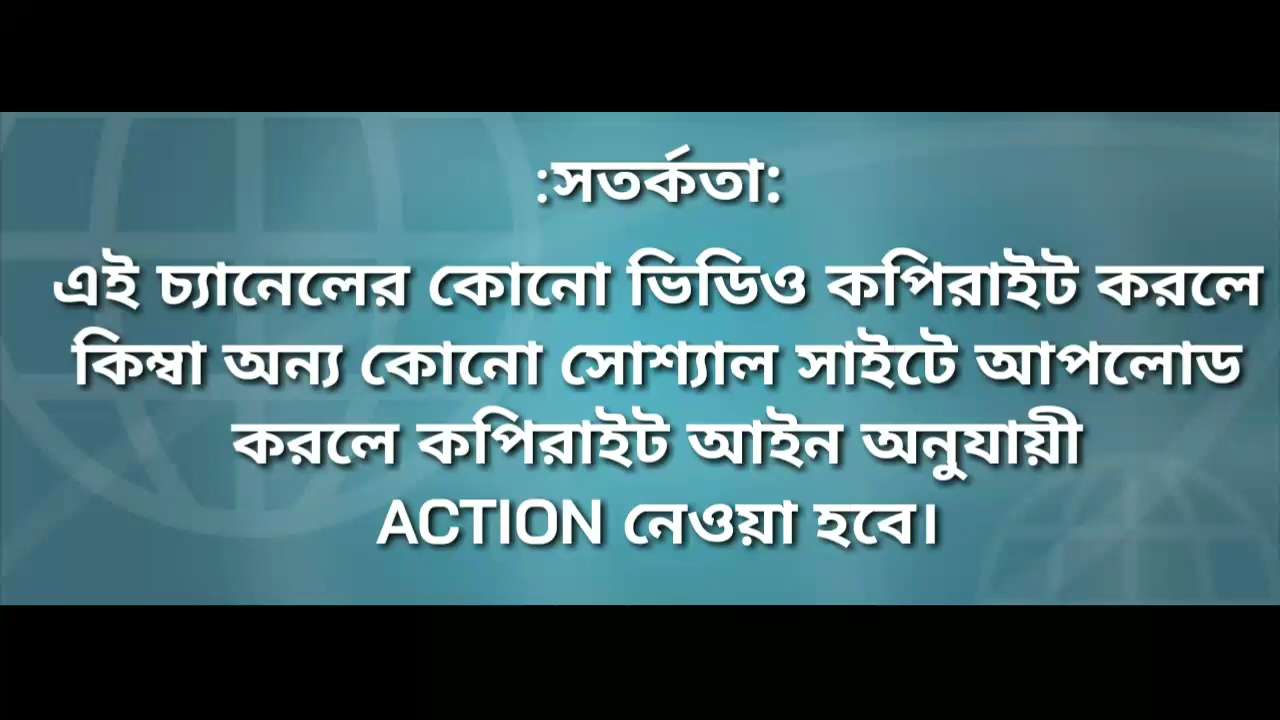 :সতর্কতা:
এই চ্যানেলের কোনো ভিডিও কপিরাইট করলে
কিম্বা অন্য কোনো সোশ্যাল সাইটে আপলোড
করলে কপিরাইট আইন অনুযায়ী
ACTION নেওয়া হবে।